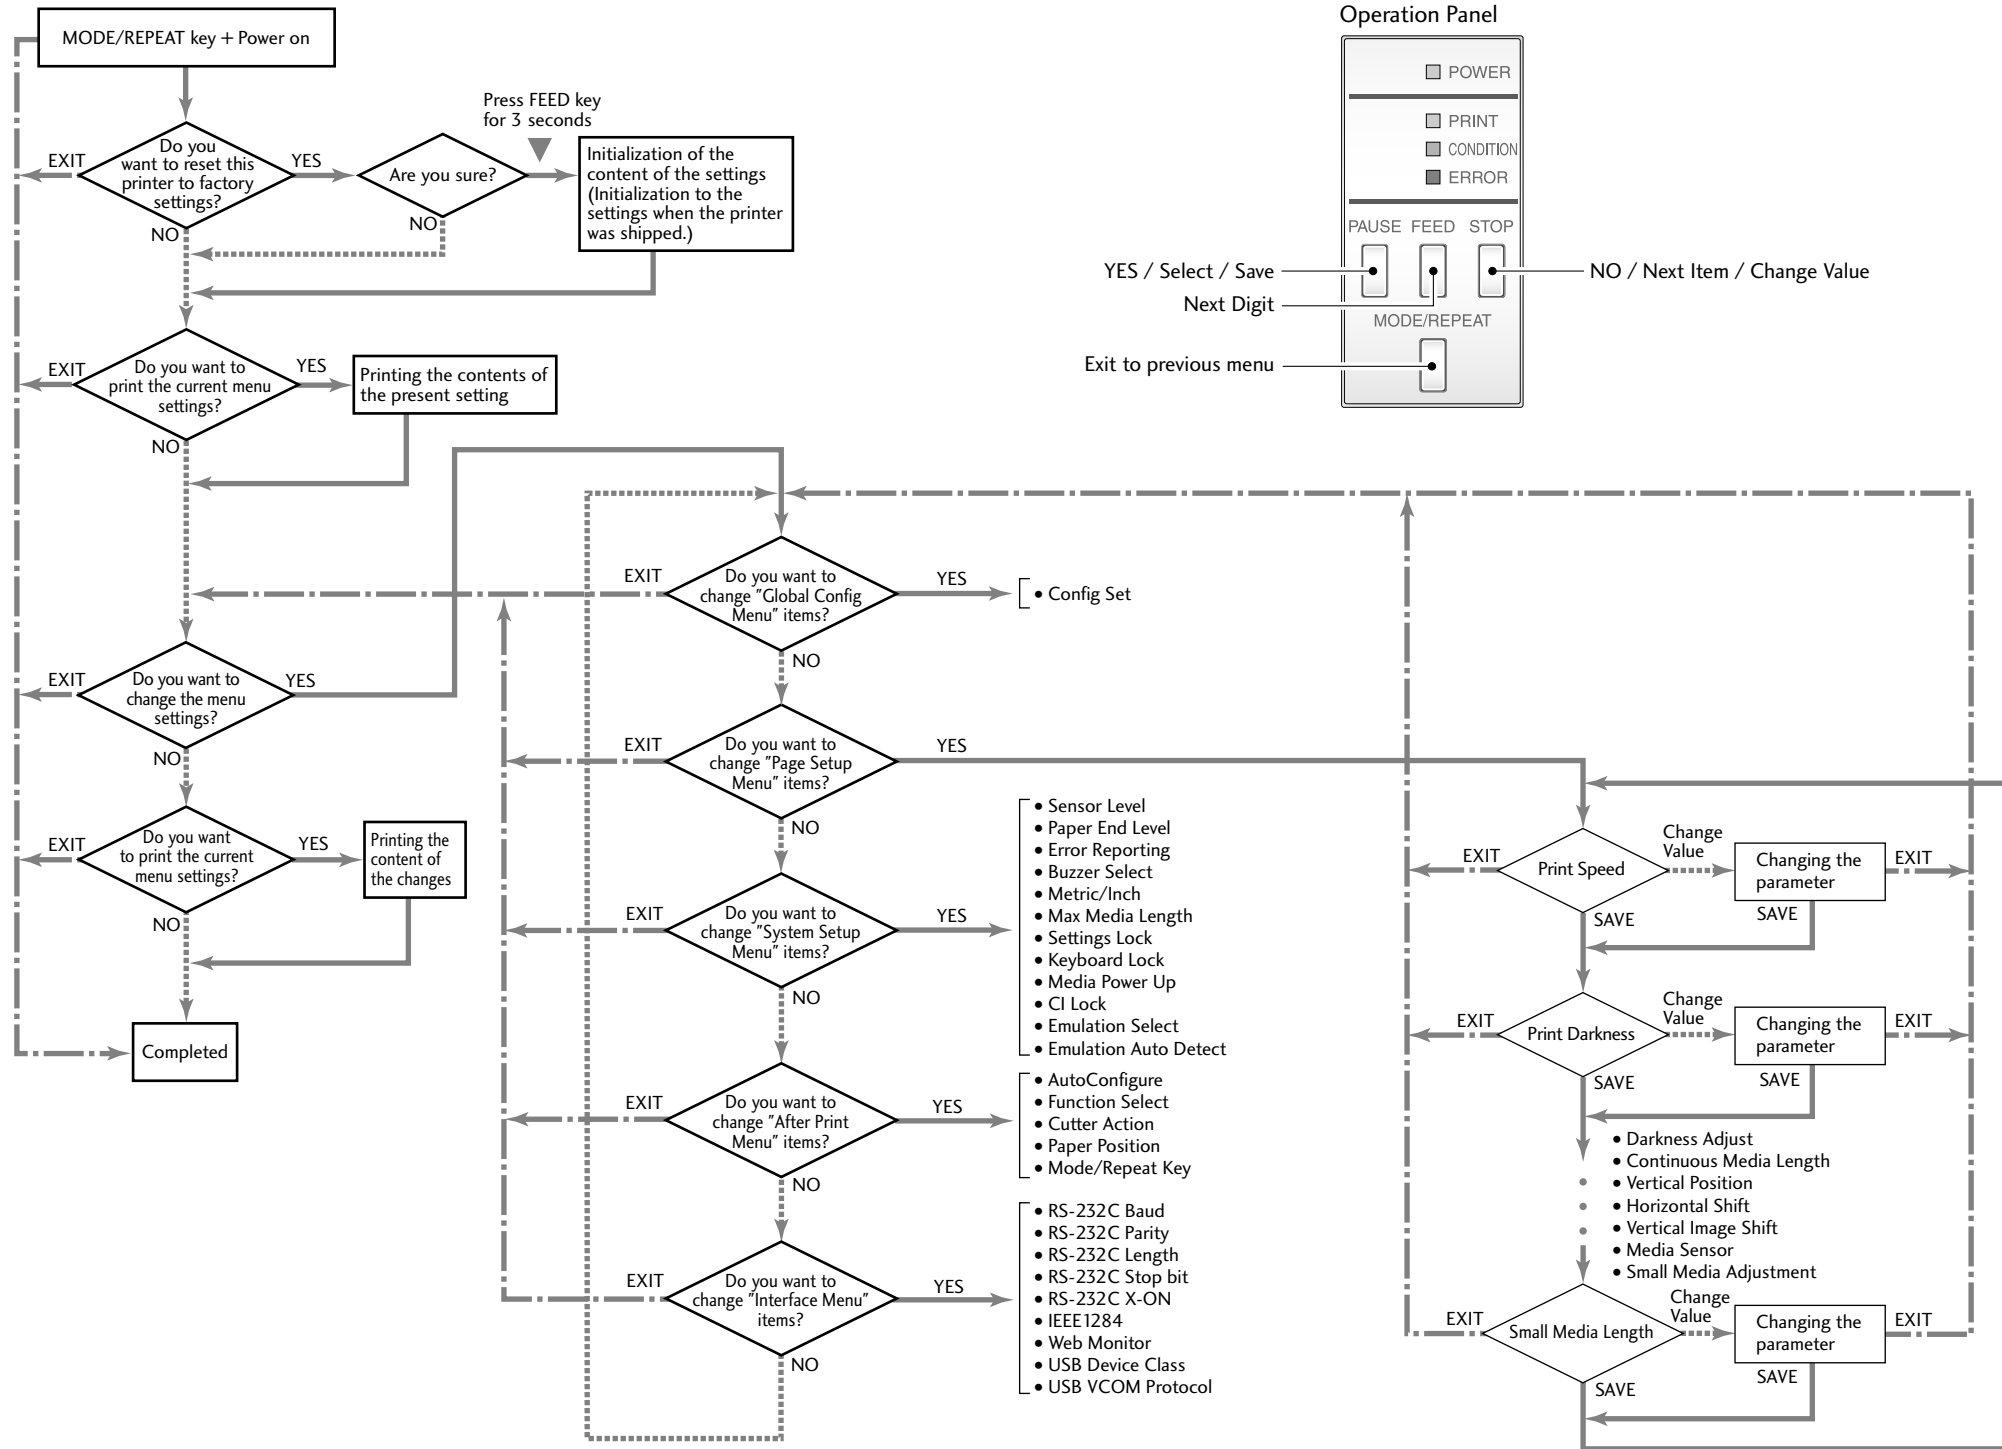 Operation Panel
MODE/REPEAT key + Power on
POWER
PRINT
CONDITION
ERROR
PAUSE FEED STOP
YES / Select / Save
Next Digit
NO / Next Item / Change Value
MODE/REPEAT
Exit to previous menu
Press FEED key
for 3 seconds
EXIT
Do you
want to reset this
printer to factory
settings?
YES
NO
Are you sure?
NO
Initialization of the
content of the settings
(Initialization to the
settings when the printer
was shipped.)
EXIT
Do you want to
print the current menu
settings?
YES
NO
Printing the contents of
the present setting
EXIT
Do you want to
change the menu
settings?
YES
NO
EXIT
Do you want
to print the current
menu settings?
YES
NO
Printing the
content of
the changes
Completed
EXIT
Do you want to
change "Global Config
Menu" items?
YES
NO
• Config Set
EXIT
Do you want to
change "Page Setup
Menu" items?
YES
NO
EXIT
Do you want to
change "System Setup
Menu" items?
YES
NO
• Sensor Level
• Paper End Level
• Error Reporting
• Buzzer Select
• Metric/Inch
• Max Media Length
• Settings Lock
• Keyboard Lock
• Media Power Up
• CI Lock
• Emulation Select
• Emulation Auto Detect
EXIT
Do you want to
change "After Print
Menu" items?
YES
NO
• AutoConfigure
• Function Select
• Cutter Action
• Paper Position
• Mode/Repeat Key
EXIT
Do you want to
change "Interface Menu"
items?
YES
NO
• RS-232C Baud
• RS-232C Parity
• RS-232C Length
• RS-232C Stop bit
• RS-232C X-ON
• IEEE1284
• Web Monitor
• USB Device Class
• USB VCOM Protocol
EXIT
Print Speed
Change
Value
Changing the
parameter
EXIT
SAVE
SAVE
EXIT
Print Darkness
Change
Value
Changing the
parameter
EXIT
SAVE
SAVE
• Darkness Adjust
• Continuous Media Length
• Vertical Position
• Horizontal Shift
• Vertical Image Shift
• Media Sensor
• Small Media Adjustment
EXIT
Small Media Length
Change
Value
Changing the
parameter
EXIT
SAVE
SAVE